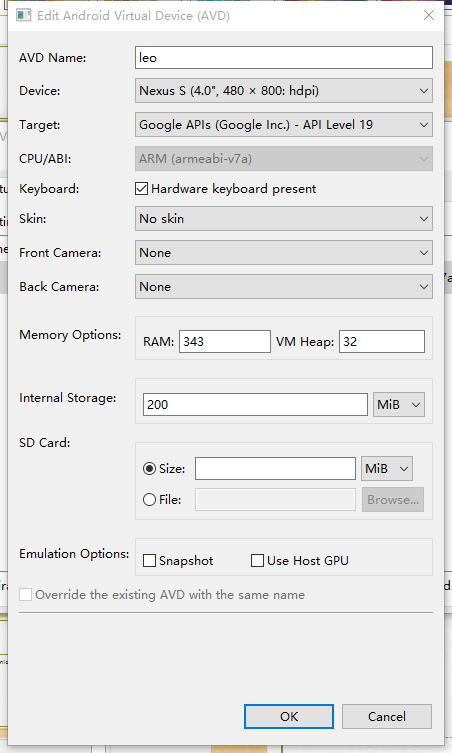 Edit Android Virtual Device (AVD)
AVD Name: leo
Device: Nexus S (4.0", 480 × 800: hdpi)
Target: Google APIs (Google Inc.) - API Level 19
CPU/ABI: ARM (armeabi-v7a)
Keyboard: Hardware keyboard present
Skin: No skin
Front Camera: None
Back Camera: None
Memory Options: RAM: 343 VM Heap: 32
Internal Storage: 200 MiB
SD Card:
Size: MiB
File: Browse...
Emulation Options: Snapshot Use Host GPU
Override the existing AVD with the same name
OK Cancel